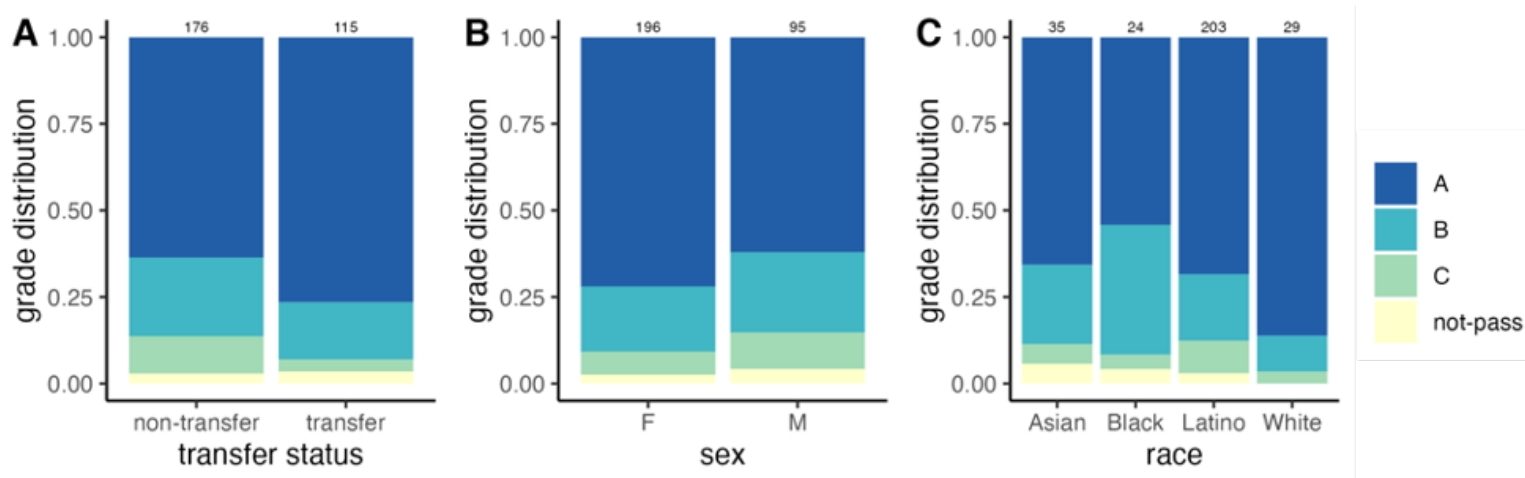 A
176
115
1.00
0.75
0.50
0.25
0.00
grade distribution
non-transfer
transfer
transfer status
B
196
95
1.00
0.75
0.50
0.25
0.00
grade distribution
F
M
sex
C
35
24
203
29
1.00
0.75
0.50
0.25
0.00
grade distribution
Asian
Black
Latino
White
race
A
B
C
not-pass